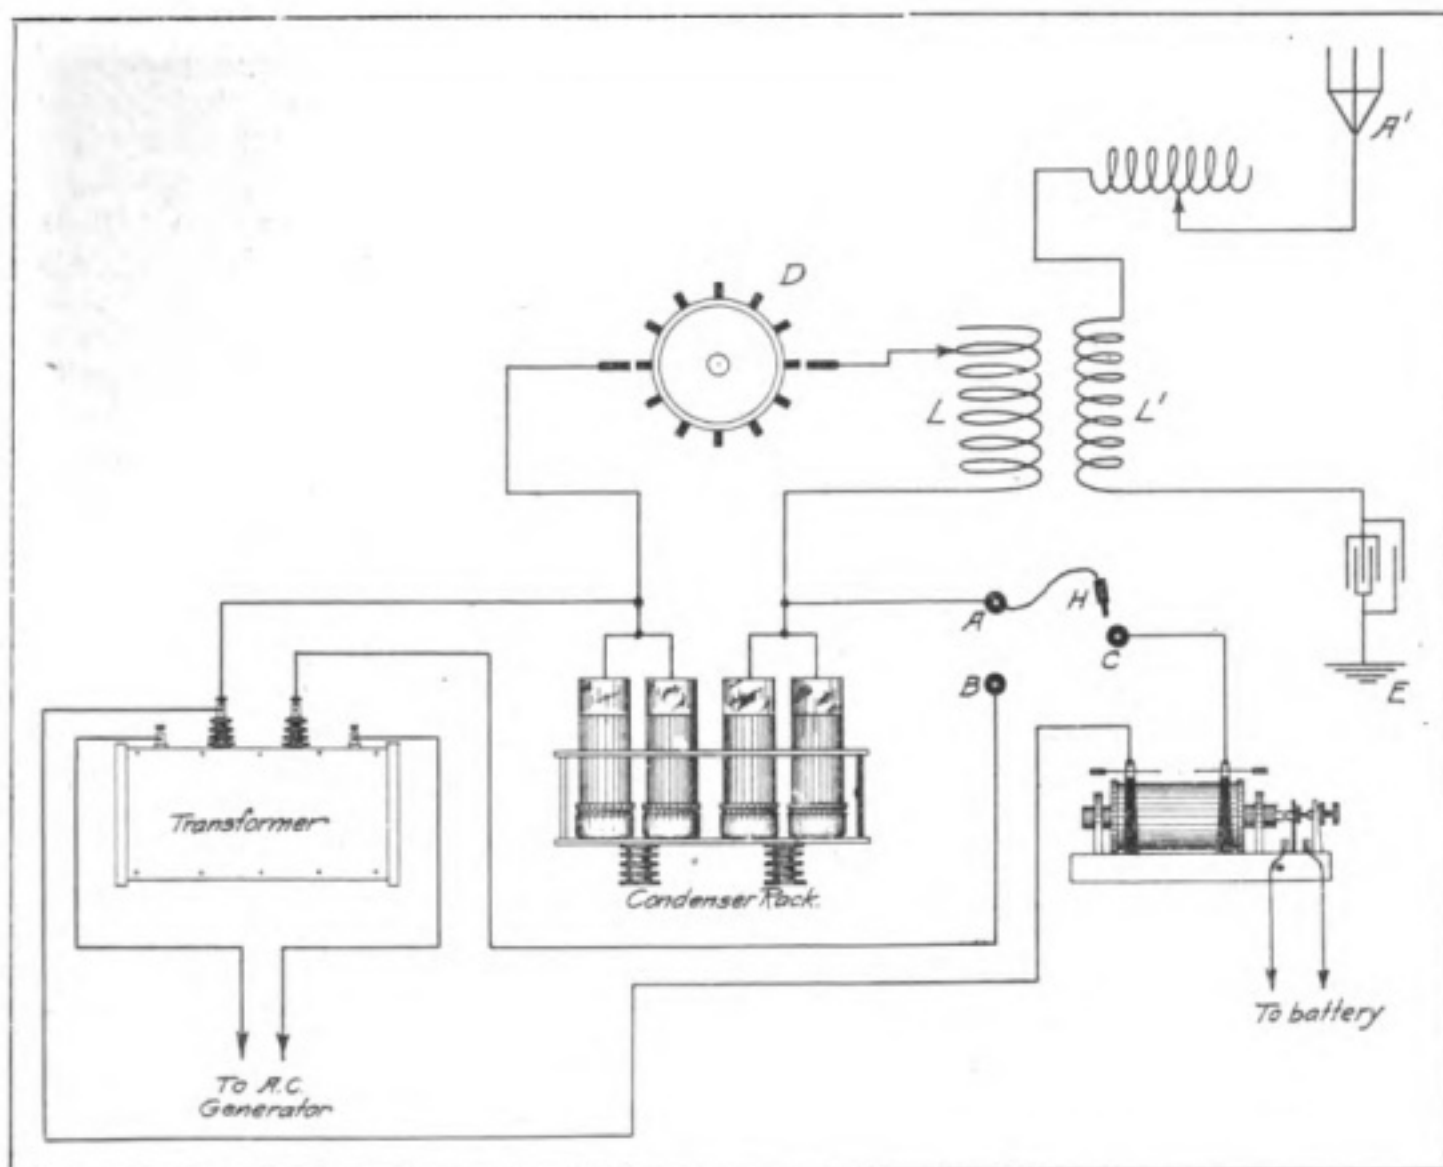 A'
D
L
L'
A
H
C
B
E
Transformer
Condenser Rack.
To battery
To A.C.
Generator